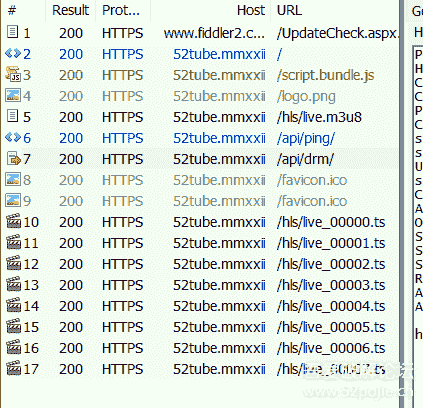 # Result Prot... Host URL
1 200 HTTPS www.fiddler2.c... /UpdateCheck.aspx.
2 200 HTTPS 52tube.mmxxii /
3 200 HTTPS 52tube.mmxxii /script.bundle.js
4 200 HTTPS 52tube.mmxxii /logo.png
5 200 HTTPS 52tube.mmxxii /hls/live.m3u8
6 200 HTTPS 52tube.mmxxii /api/ping/
7 200 HTTPS 52tube.mmxxii /api/drm/
8 200 HTTPS 52tube.mmxxii /favicon.ico
9 200 HTTPS 52tube.mmxxii /favicon.ico
10 200 HTTPS 52tube.mmxxii /hls/live_00000.ts
11 200 HTTPS 52tube.mmxxii /hls/live_00001.ts
12 200 HTTPS 52tube.mmxxii /hls/live_00002.ts
13 200 HTTPS 52tube.mmxxii /hls/live_00003.ts
14 200 HTTPS 52tube.mmxxii /hls/live_00004.ts
15 200 HTTPS 52tube.mmxxii /hls/live_00005.ts
16 200 HTTPS 52tube.mmxxii /hls/live_00006.ts
17 200 HTTPS 52tube.mmxxii
www.52pojie.cn